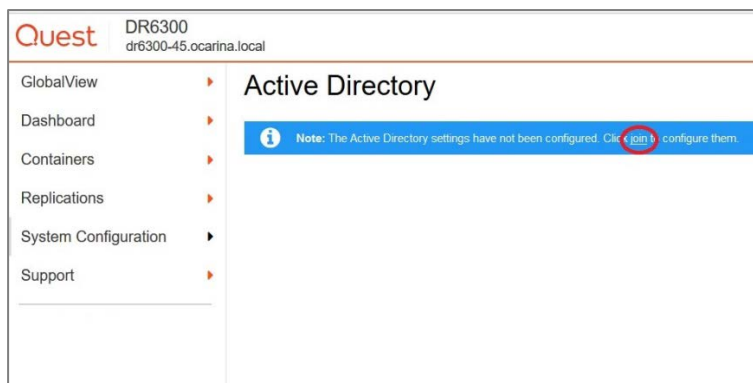 Quest
DR6300
dr6300-45.ocarina.local
GlobalView
Dashboard
Containers
Replications
System Configuration
Support
Active Directory
Note: The Active Directory settings have not been configured. Click join to configure them.